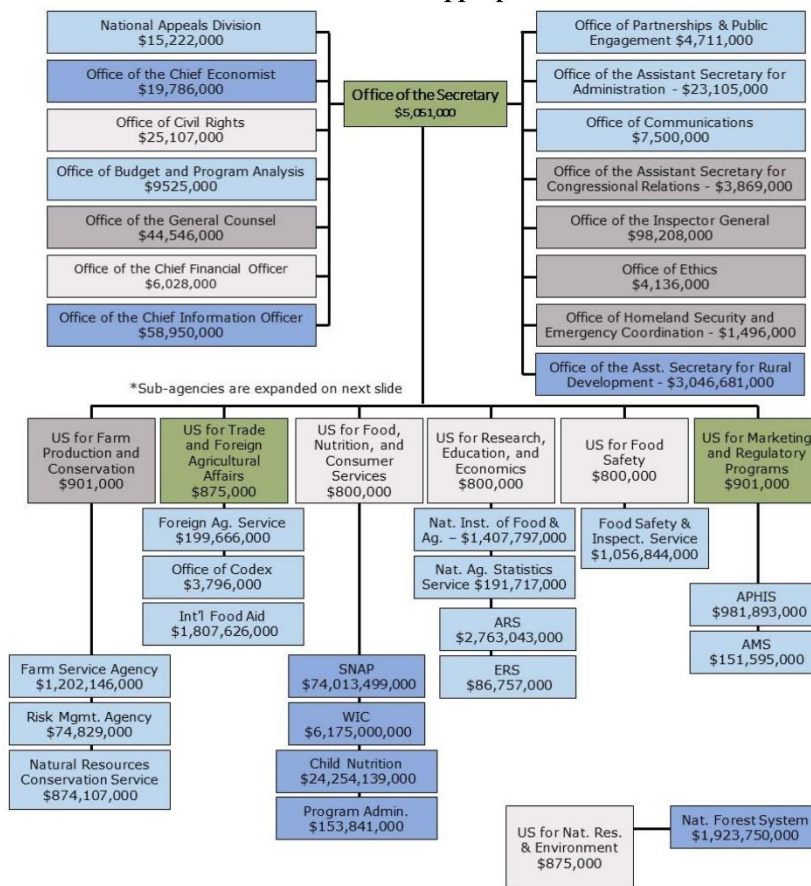 National Appeals Division
$15,222,000
Office of the Chief Economist
$19,786,000
Office of Civil Rights
$25,107,000
Office of Budget and Program Analysis
$9525,000
Office of the General Counsel
$44,546,000
Office of the Chief Financial Officer
$6,028,000
Office of the Chief Information Officer
$58,950,000
Office of the Secretary
$5,051,000
Office of Partnerships & Public
Engagement $4,711,000
Office of the Assistant Secretary for
Administration - $23,105,000
Office of Communications
$7,500,000
Office of the Assistant Secretary for
Congressional Relations - $3,869,000
Office of the Inspector General
$98,208,000
Office of Ethics
$4,136,000
Office of Homeland Security and
Emergency Coordination - $1,496,000
Office of the Asst. Secretary for Rural
Development - $3,046,681,000
*Sub-agencies are expanded on next slide
US for Farm
Production and
Conservation
$901,000
US for Trade
and Foreign
Agricultural
Affairs
$875,000
US for Food,
Nutrition, and
Consumer
Services
$800,000
US for Research,
Education, and
Economics
$800,000
US for Food
Safety
$800,000
US for Marketing
and Regulatory
Programs
$901,000
Farm Service Agency
$1,202,146,000
Risk Mgmt. Agency
$74,829,000
Natural Resources
Conservation Service
$874,107,000
Foreign Ag. Service
$199,666,000
Office of Codex
$3,796,000
Int'l Food Aid
$1,807,626,000
SNAP
$74,013,499,000
WIC
$6,175,000,000
Child Nutrition
$24,254,139,000
Program Admin.
$153,841,000
Nat. Inst. of Food &
Ag. – $1,407,797,000
Nat. Ag. Statistics
Service $191,717,000
ARS
$2,763,043,000
ERS
$86,757,000
Food Safety &
Inspect. Service
$1,056,844,000
APHIS
$981,893,000
AMS
$151,595,000
US for Nat. Res.
& Environment
$875,000
Nat. Forest System
$1,923,750,000